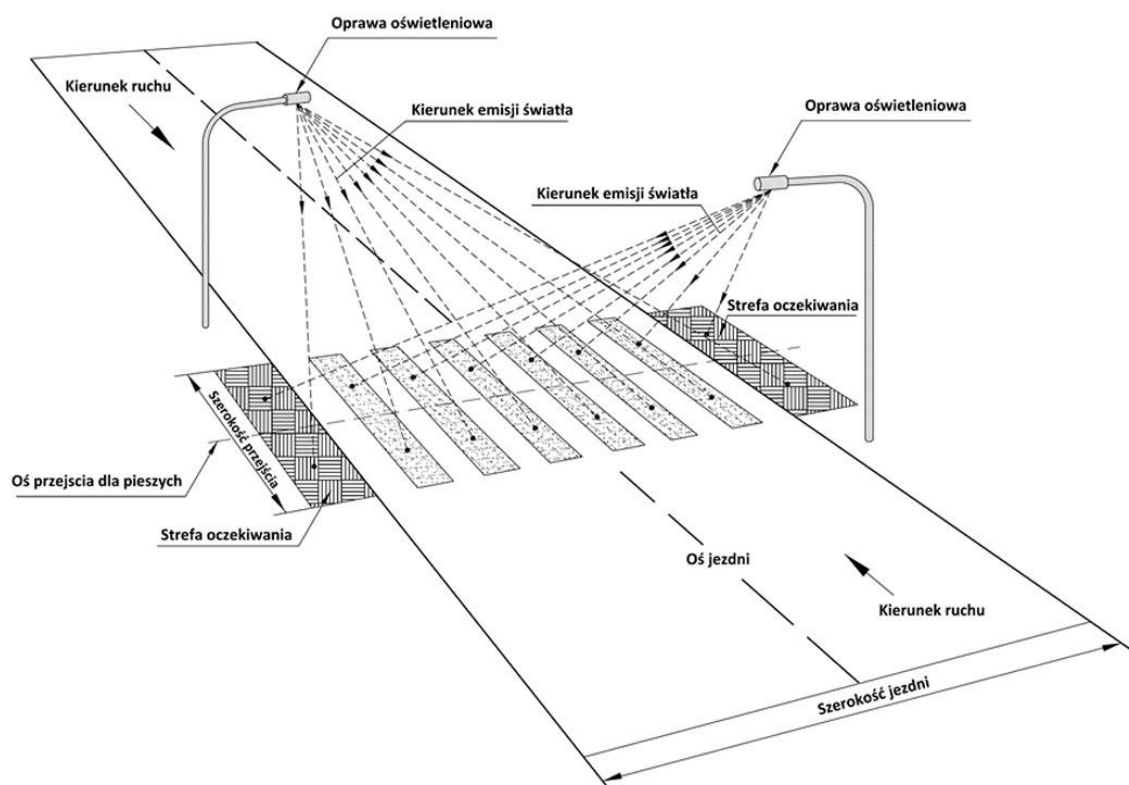 Oprawa oświetleniowa
Kierunek ruchu
Kierunek emisji światła
Oprawa oświetleniowa
Kierunek emisji światła
Strefa oczekiwania
Szerokość przejścia
Oś przejscia dla pieszych
Strefa oczekiwania
Oś jezdni
Kierunek ruchu
Szerokość jezdni